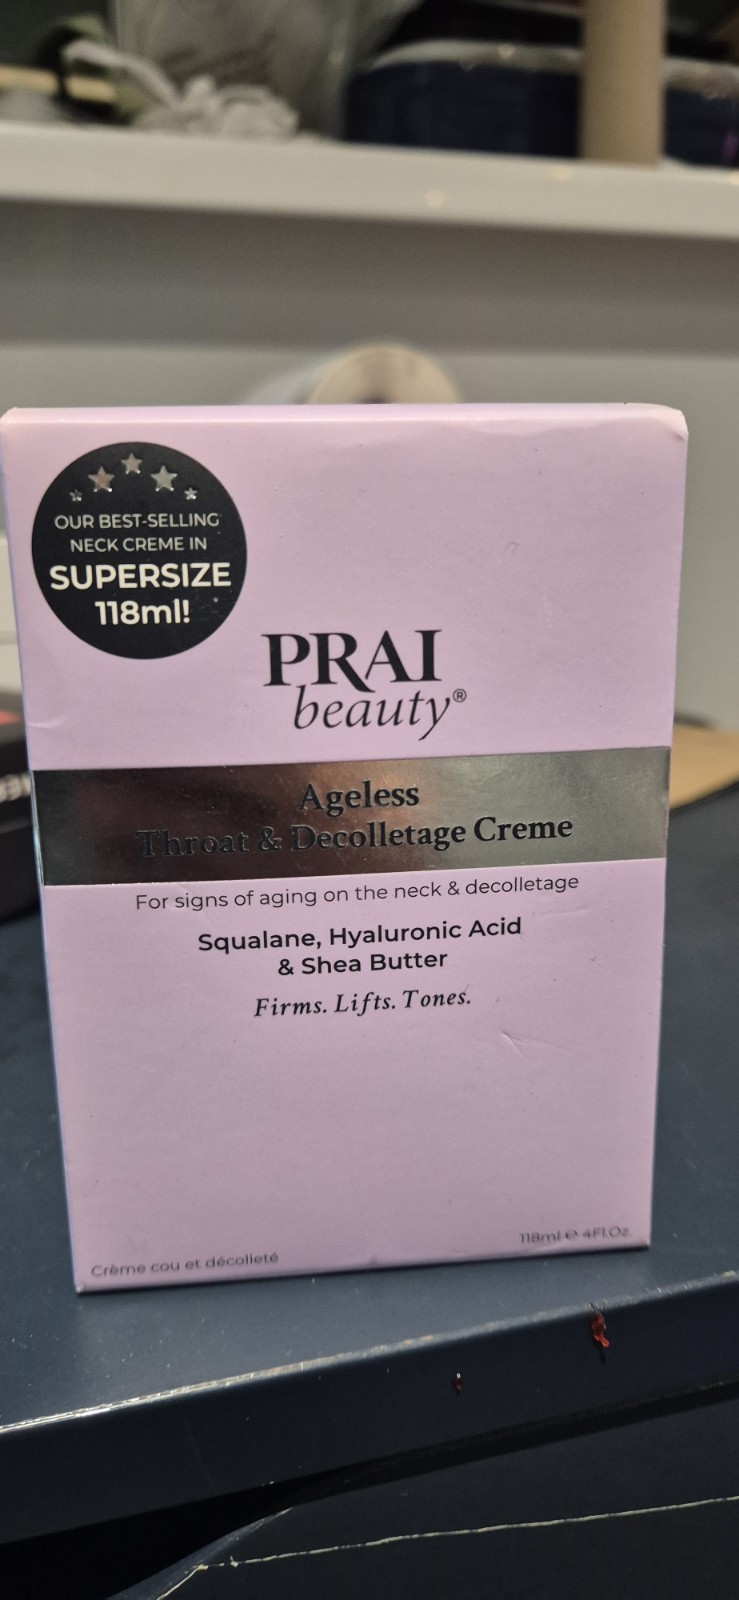 OUR BEST-SELLING
NECK CREME IN
SUPERSIZE
118ml!
PRAI
beauty®
Ageless
Throat & Decolletage Creme
For signs of aging on the neck & decolletage
Squalane, Hyaluronic Acid
& Shea Butter
Firms. Lifts. Tones.
Crème cou et décolleté
118ml ℮ 4FL.Oz.